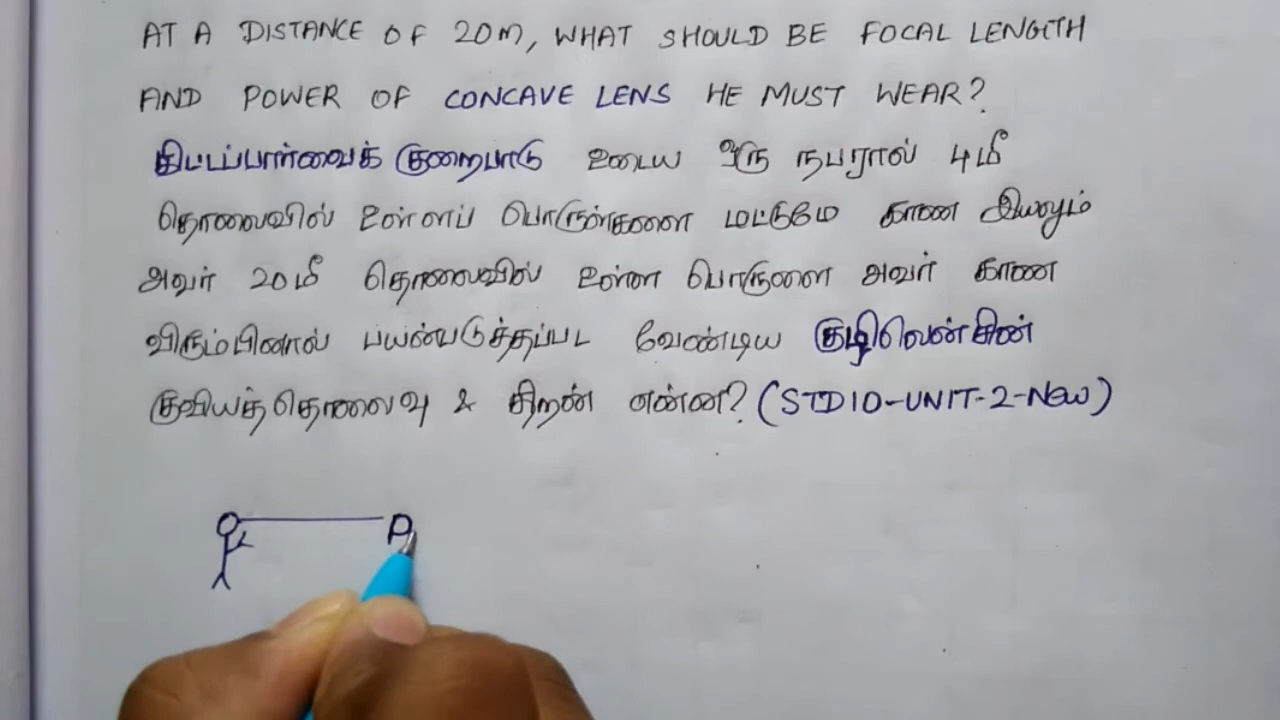 AT A DISTANCE OF 20m, WHAT SHOULD BE FOCAL LENGTH
AND POWER OF CONCAVE LENS HE MUST WEAR?
கிட்டப்பார்வைக் குறைபாடு உடைய ஒரு நபரால் 4மீ
தொலைவில் உள்ளப் பொருள்களை மட்டுமே காண இயலும்
அவர் 20மீ தொலைவில் உள்ள பொருளை அவர் காண
விரும்பினால் பயன்படுத்தப்பட வேண்டிய குழிலென்சின்
குவியத்தொலைவு & திறன் என்ன? (STD10-UNIT-2-New)